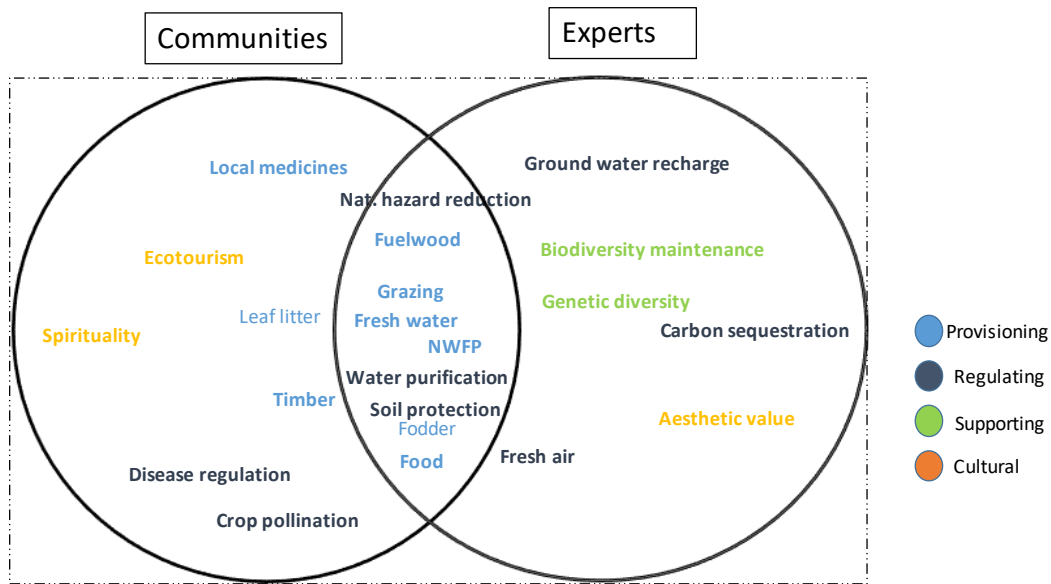 Communities
Experts
Local medicines
Ground water recharge
Nat. hazard reduction
Fuelwood
Ecotourism
Biodiversity maintenance
Grazing
Genetic diversity
Leaf litter
Fresh water
Spirituality
Carbon sequestration
NWFP
Water purification
Timber
Soil protection
Aesthetic value
Fodder
Food
Fresh air
Disease regulation
Crop pollination
Provisioning
Regulating
Supporting
Cultural